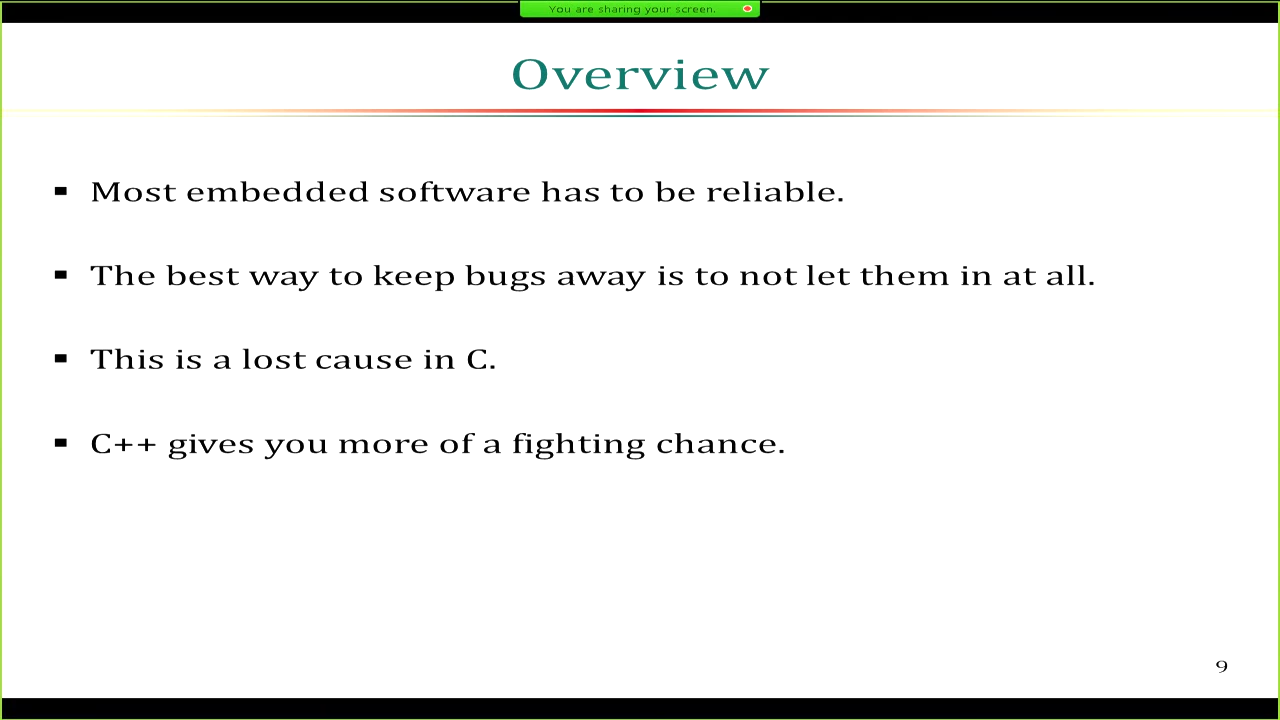 You are sharing your screen.
Overview
▪ Most embedded software has to be reliable.
▪ The best way to keep bugs away is to not let them in at all.
▪ This is a lost cause in C.
▪ C++ gives you more of a fighting chance.
9